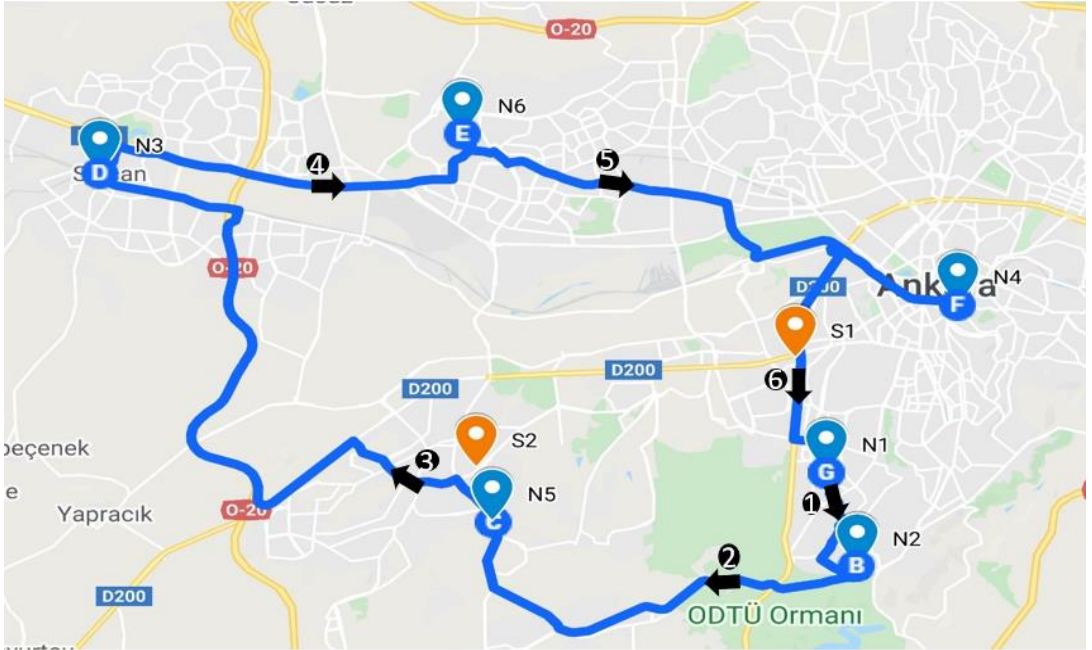 O-20
N6
E
N3
D
4
5
O-20
D200
Ankara
N4
F
S1
D200
D200
6
S2
N1
G
peçenek
3
N5
C
1
e
Yapracık
O-20
N2
B
2
D200
ODTÜ Ormanı